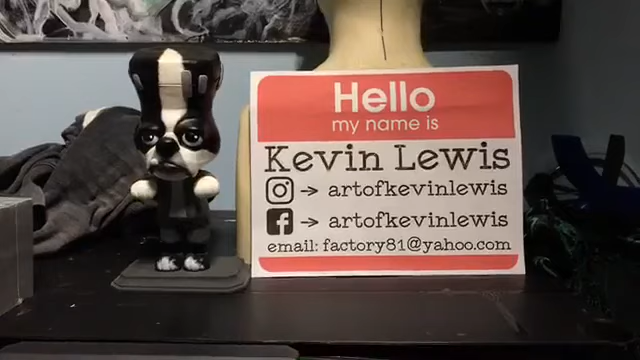 Hello
my name is
Kevin Lewis
→ artofkevinlewis
f → artofkevinlewis
email: factory81@yahoo.com